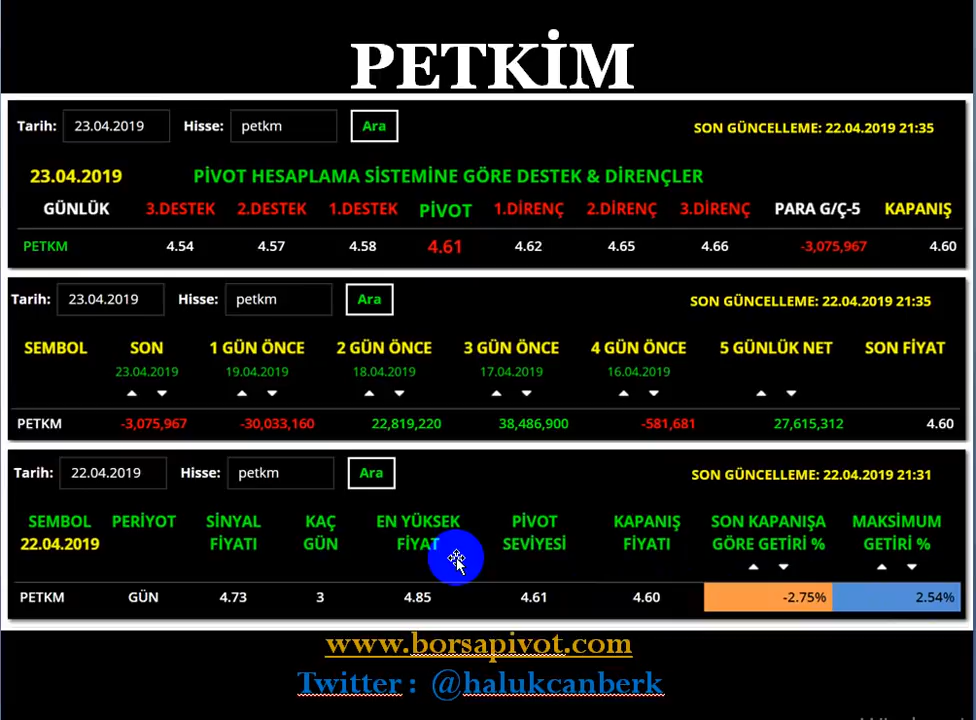 PETKİM
Tarih: 23.04.2019 Hisse: petkm Ara SON GÜNCELLEME: 22.04.2019 21:35
23.04.2019 PİVOT HESAPLAMA SİSTEMİNE GÖRE DESTEK & DİRENÇLER
GÜNLÜK 3.DESTEK 2.DESTEK 1.DESTEK PİVOT 1.DİRENÇ 2.DİRENÇ 3.DİRENÇ PARA G/Ç-5 KAPANIŞ
PETKM 4.54 4.57 4.58 4.61 4.62 4.65 4.66 -3,075,967 4.60
Tarih: 23.04.2019 Hisse: petkm Ara SON GÜNCELLEME: 22.04.2019 21:35
SEMBOL SON 1 GÜN ÖNCE 2 GÜN ÖNCE 3 GÜN ÖNCE 4 GÜN ÖNCE 5 GÜNLÜK NET SON FİYAT
23.04.2019 19.04.2019 18.04.2019 17.04.2019 16.04.2019
PETKM -3,075,967 -30,033,160 22,819,220 38,486,900 -581,681 27,615,312 4.60
Tarih: 22.04.2019 Hisse: petkm Ara SON GÜNCELLEME: 22.04.2019 21:31
SEMBOL PERİYOT SİNYAL KAÇ EN YÜKSEK PİVOT KAPANIŞ SON KAPANIŞA MAKSİMUM
22.04.2019 FİYATI GÜN FİYAT SEVİYESİ FİYATI GÖRE GETİRİ % GETİRİ %
PETKM GÜN 4.73 3 4.85 4.61 4.60 -2.75% 2.54%
www.borsapivot.com
Twitter : @halukcanberk